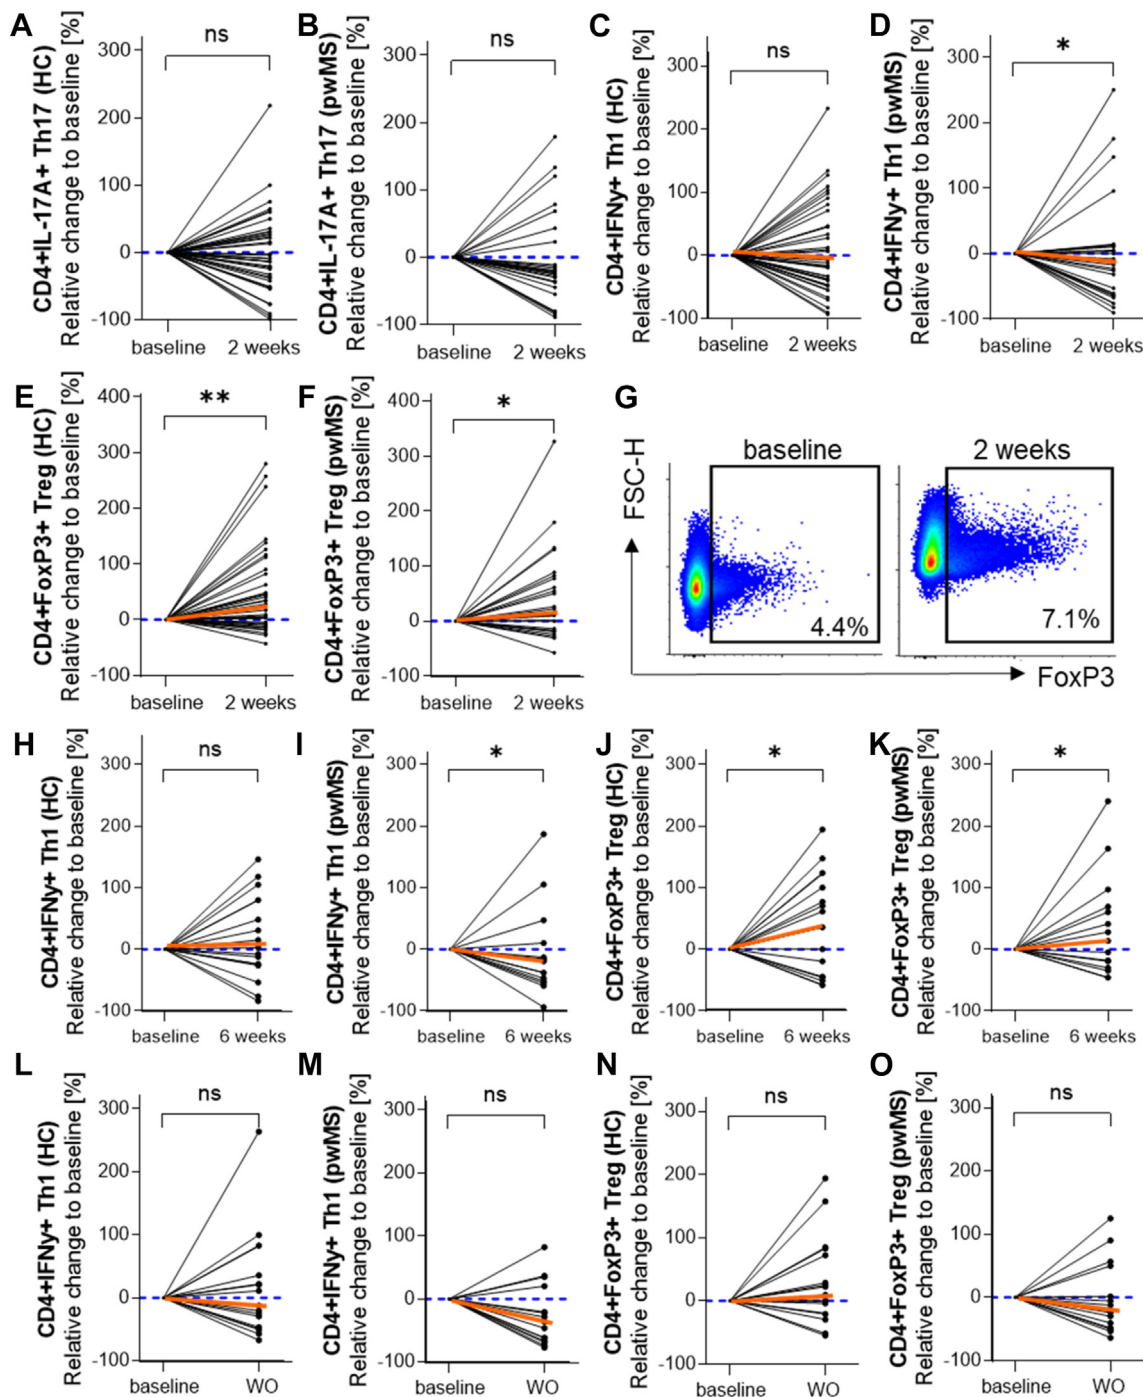 A
CD4+IL-17A+ Th17 (HC)
Relative change to baseline [%]
300
200
100
0
-100
ns
baseline 2 weeks
B
CD4+IL-17A+ Th17 (pwMS)
Relative change to baseline [%]
300
200
100
0
-100
ns
baseline 2 weeks
C
CD4+IFNy+ Th1 (HC)
Relative change to baseline [%]
300
200
100
0
-100
ns
baseline 2 weeks
D
CD4+IFNy+ Th1 (pwMS)
Relative change to baseline [%]
300
200
100
0
-100
*
baseline 2 weeks
E
CD4+FoxP3+ Treg (HC)
Relative change to baseline [%]
400
300
200
100
0
-100
**
baseline 2 weeks
F
CD4+FoxP3+ Treg (pwMS)
Relative change to baseline [%]
400
300
200
100
0
-100
*
baseline 2 weeks
G
FSC-H
baseline
4.4%
2 weeks
7.1%
FoxP3
H
CD4+IFNy+ Th1 (HC)
Relative change to baseline [%]
300
200
100
0
-100
ns
baseline 6 weeks
I
CD4+IFNy+ Th1 (pwMS)
Relative change to baseline [%]
300
200
100
0
-100
*
baseline 6 weeks
J
CD4+FoxP3+ Treg (HC)
Relative change to baseline [%]
300
200
100
0
-100
*
baseline 6 weeks
K
CD4+FoxP3+ Treg (pwMS)
Relative change to baseline [%]
300
200
100
0
-100
*
baseline 6 weeks
L
CD4+IFNy+ Th1 (HC)
Relative change to baseline [%]
300
200
100
0
-100
ns
baseline WO
M
CD4+IFNy+ Th1 (pwMS)
Relative change to baseline [%]
300
200
100
0
-100
ns
baseline WO
N
CD4+FoxP3+ Treg (HC)
Relative change to baseline [%]
300
200
100
0
-100
ns
baseline WO
O
CD4+FoxP3+ Treg (pwMS)
Relative change to baseline [%]
300
200
100
0
-100
ns
baseline WO